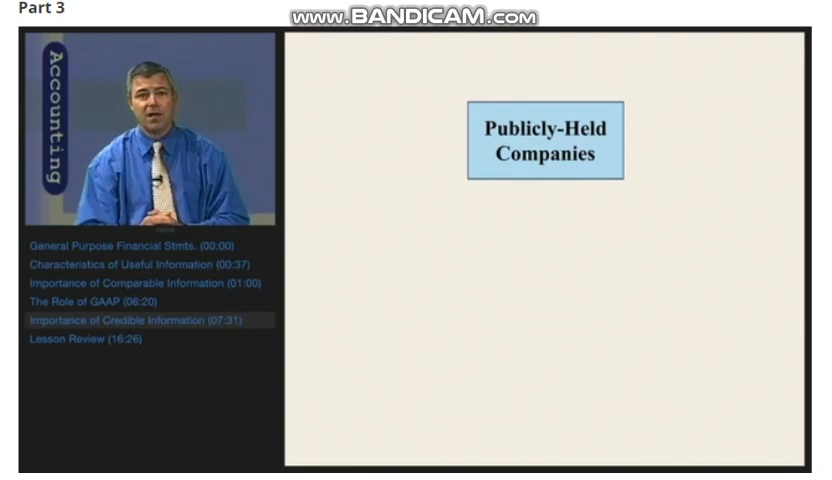 Part 3
www.BANDICAM.com
Accounting
Publicly-Held
Companies
General Purpose Financial Stmts. (00:00)
Characteristics of Useful Information (00:37)
Importance of Comparable Information (01:00)
The Role of GAAP (06:20)
Importance of Credible Information (07:31)
Lesson Review (16:26)